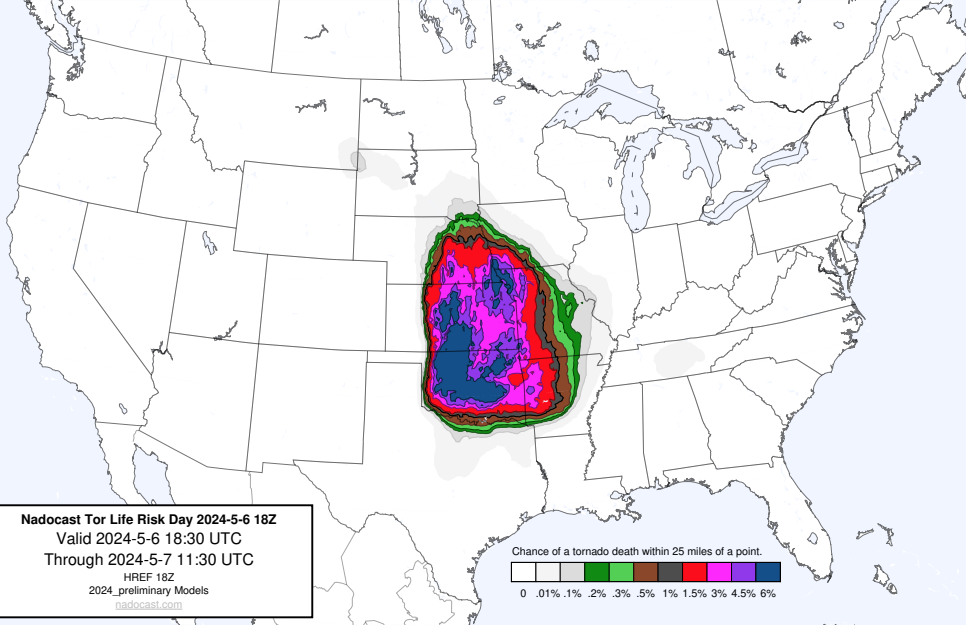 Nadocast Tor Life Risk Day 2024-5-6 18Z
Valid 2024-5-6 18:30 UTC
Through 2024-5-7 11:30 UTC
HREF 18Z
2024_preliminary Models
nadocast.com
Chance of a tornado death within 25 miles of a point.
0 .01% .1% .2% .3% .5% 1% 1.5% 3% 4.5% 6%